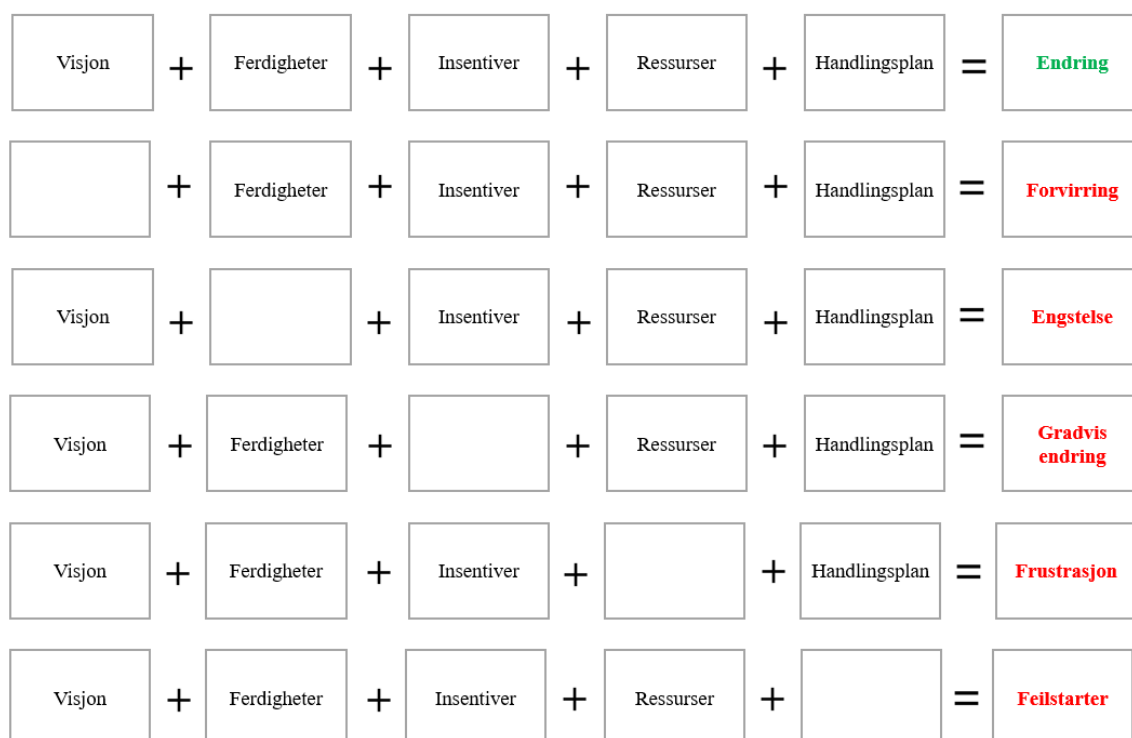 Visjon + Ferdigheter + Insentiver + Ressurser + Handlingsplan = Endring
+ Ferdigheter + Insentiver + Ressurser + Handlingsplan = Forvirring
Visjon + + Insentiver + Ressurser + Handlingsplan = Engstelse
Visjon + Ferdigheter + + Ressurser + Handlingsplan = Gradvis
endring
Visjon + Ferdigheter + Insentiver + + Handlingsplan = Frustrasjon
Visjon + Ferdigheter + Insentiver + Ressurser + = Feilstarter